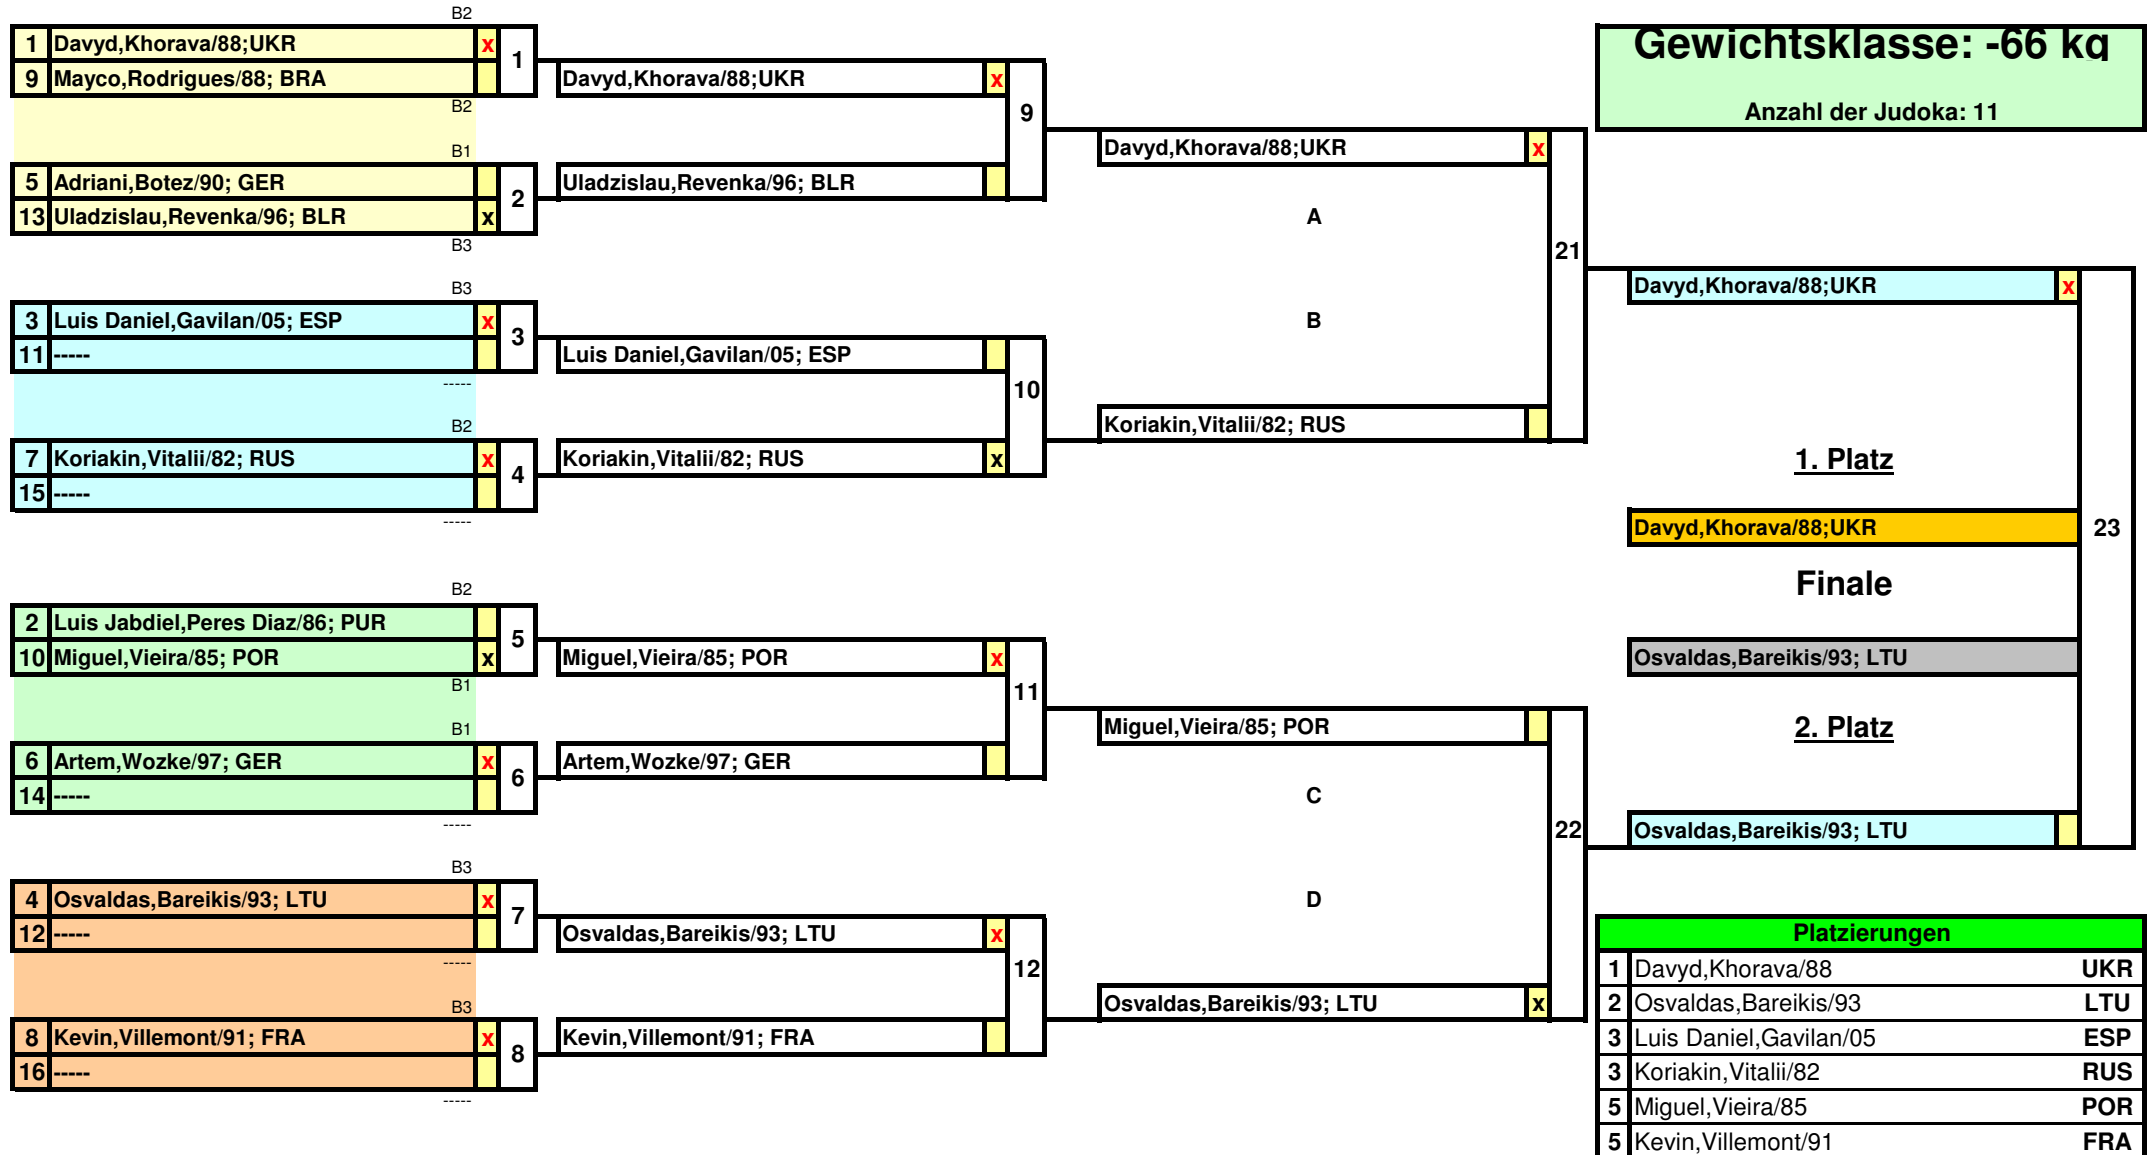 B2
1 Davyd,Khorava/88;UKR x
9 Mayco,Rodrigues/88; BRA
1
B2
B1
5 Adriani,Botez/90; GER
13 Uladzislau,Revenka/96; BLR x
2
B3
B3
3 Luis Daniel,Gavilan/05; ESP x
11 -----
3
-----
B2
7 Koriakin,Vitalii/82; RUS x
15 -----
4
-----
B2
2 Luis Jabdiel,Peres Diaz/86; PUR
10 Miguel,Vieira/85; POR x
5
B1
B1
6 Artem,Wozke/97; GER x
14 -----
6
-----
B3
4 Osvaldas,Bareikis/93; LTU x
12 -----
7
-----
B3
8 Kevin,Villemont/91; FRA x
16 -----
8
-----
Davyd,Khorava/88;UKR x
9
Uladzislau,Revenka/96; BLR
Luis Daniel,Gavilan/05; ESP
10
Koriakin,Vitalii/82; RUS x
Miguel,Vieira/85; POR x
11
Artem,Wozke/97; GER
Osvaldas,Bareikis/93; LTU x
12
Kevin,Villemont/91; FRA
Davyd,Khorava/88;UKR x
A
21
B
Koriakin,Vitalii/82; RUS
Miguel,Vieira/85; POR
C
22
D
Osvaldas,Bareikis/93; LTU x
Gewichtsklasse: -66 kg
Anzahl der Judoka: 11
Davyd,Khorava/88;UKR x
1. Platz
Davyd,Khorava/88;UKR
23
Finale
Osvaldas,Bareikis/93; LTU
2. Platz
Osvaldas,Bareikis/93; LTU
Platzierungen
1 Davyd,Khorava/88 UKR
2 Osvaldas,Bareikis/93 LTU
3 Luis Daniel,Gavilan/05 ESP
3 Koriakin,Vitalii/82 RUS
5 Miguel,Vieira/85 POR
5 Kevin,Villemont/91 FRA